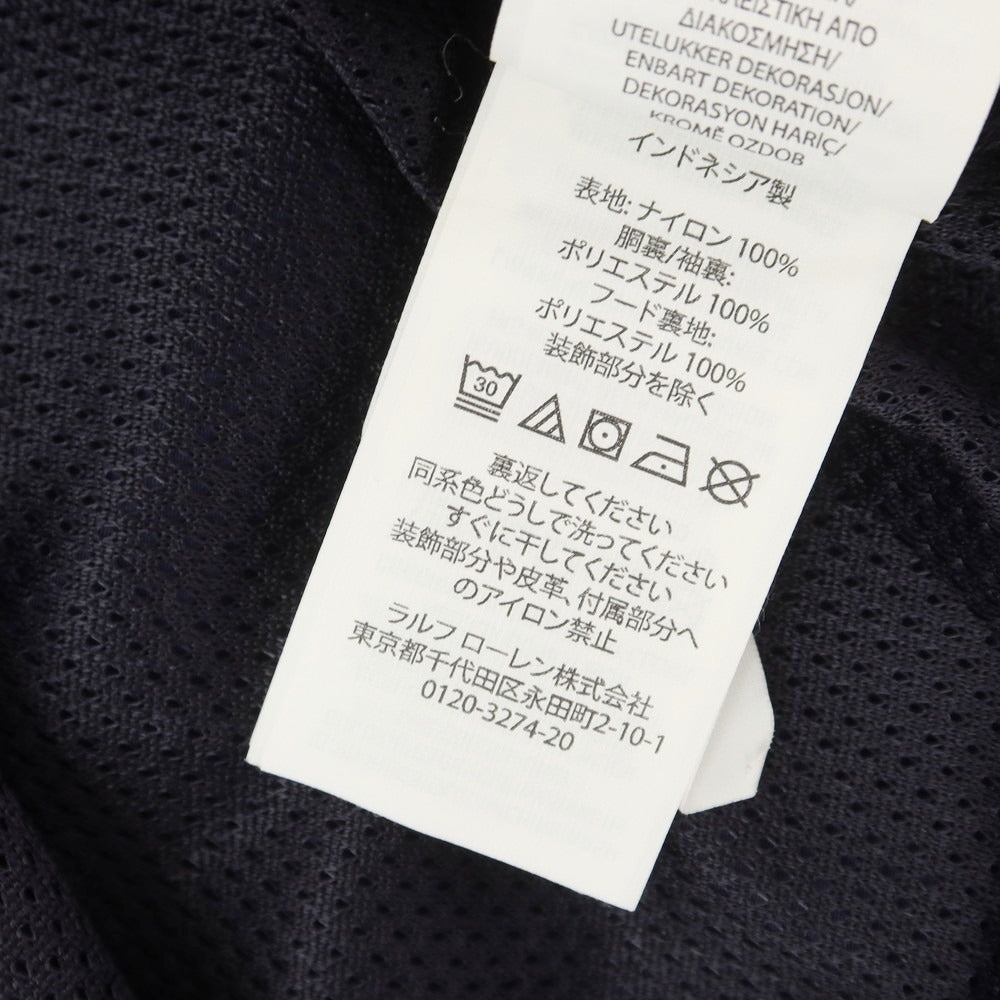 ΔΙΑΚΟΣΜΗΣΗ/
UTELUKKER DEKORASJON/
ENBART DEKORATION/
DEKORASYON HARIÇ/
KROMĚ OZDOB
インドネシア製
表地: ナイロン 100%
胴裏/袖裏:
ポリエステル 100%
フード裏地:
ポリエステル 100%
装飾部分を除く
30
裏返してください
同系色どうしで洗ってください
すぐに干してください
装飾部分や皮革、付属部分へ
のアイロン禁止
ラルフ ローレン株式会社
東京都千代田区永田町2-10-1
0120-3274-20